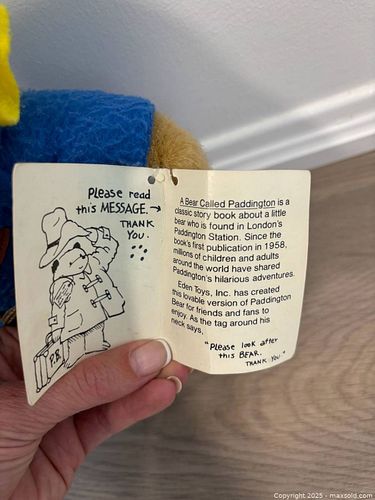 Please read
this MESSAGE. →
THANK
YOU.
P.B.
A Bear Called Paddington is a
classic story book about a little
bear who is found in London's
Paddington Station. Since the
book's first publication in 1958,
millions of children and adults
around the world have shared
Paddington's hilarious adventures.
Eden Toys, Inc. has created
this lovable version of Paddington
Bear for friends and fans to
enjoy. As the tag around his
neck says,
"Please look after
this BEAR.
THANK YOU."
Copyright 2025 - maxsold.com